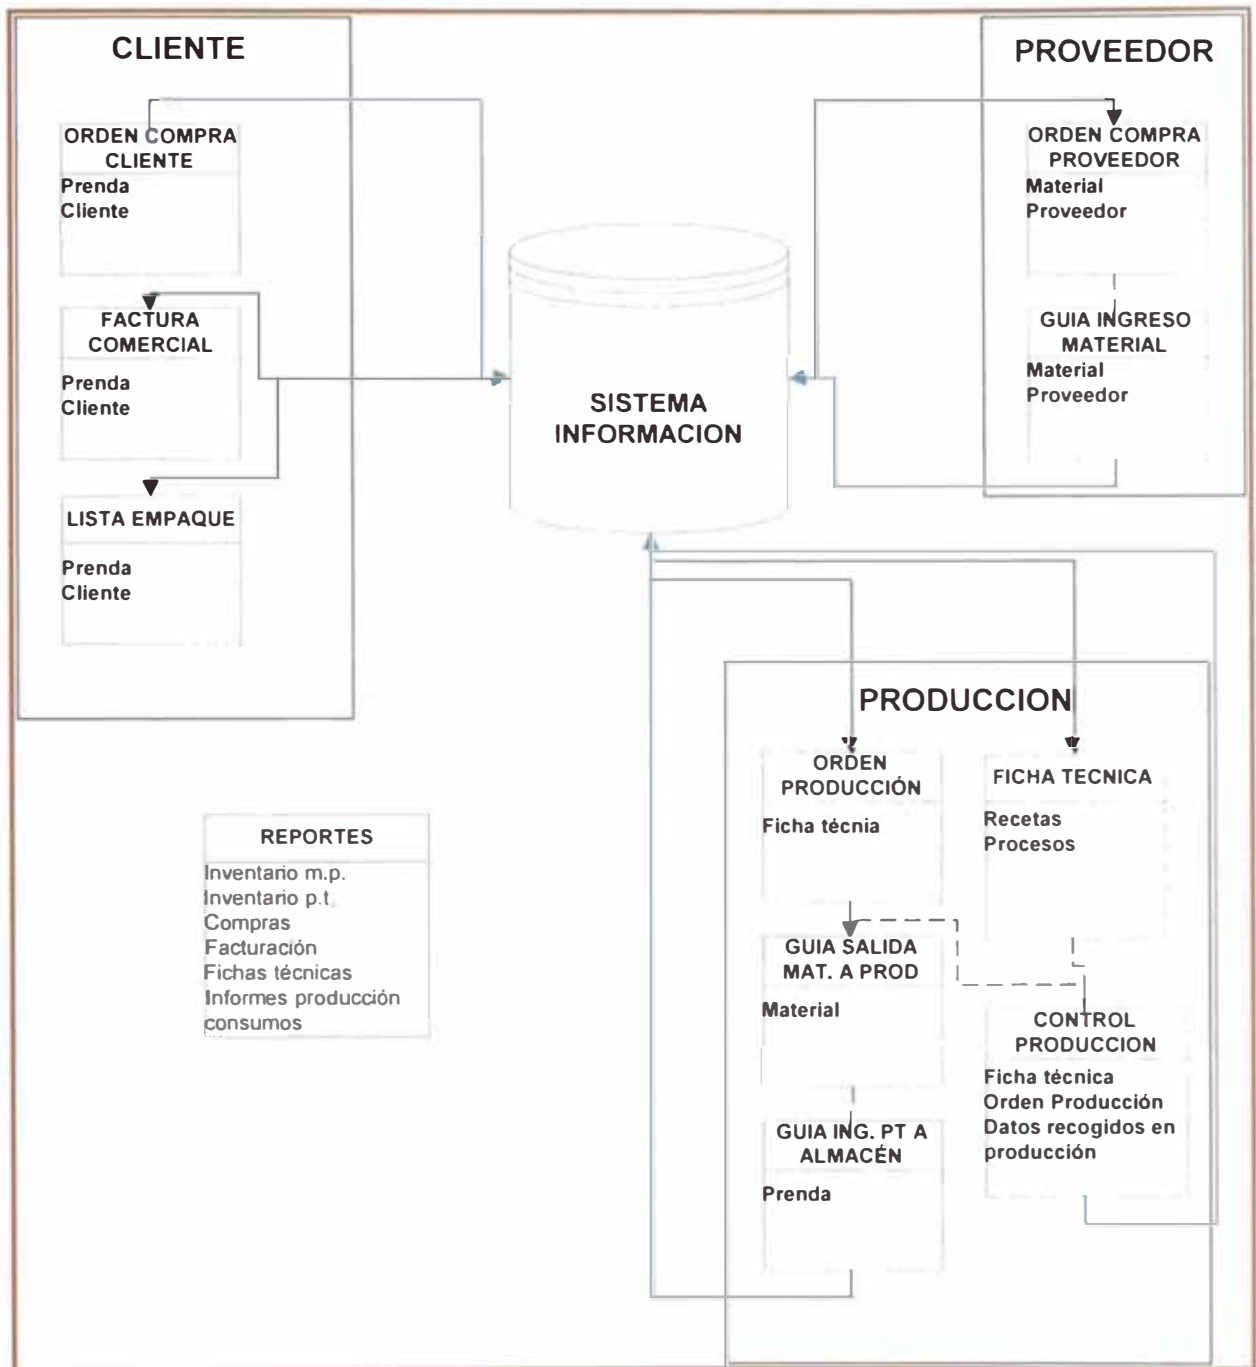 CLIENTE
ORDEN COMPRA
CLIENTE
Prenda
Cliente
FACTURA
COMERCIAL
Prenda
Cliente
LISTA EMPAQUE
Prenda
Cliente
SISTEMA
INFORMACION
PROVEEDOR
ORDEN COMPRA
PROVEEDOR
Material
Proveedor
GUIA INGRESO
MATERIAL
Material
Proveedor
PRODUCCION
ORDEN
PRODUCCIÓN
Ficha técnia
GUIA SALIDA
MAT. A PROD
Material
GUIA ING. PT A
ALMACÉN
Prenda
FICHA TECNICA
Recetas
Procesos
CONTROL
PRODUCCION
Ficha técnica
Orden Producción
Datos recogidos en
producción
REPORTES
Inventario m.p.
Inventario p.t.
Compras
Facturación
Fichas técnicas
Informes producción
consumos
...